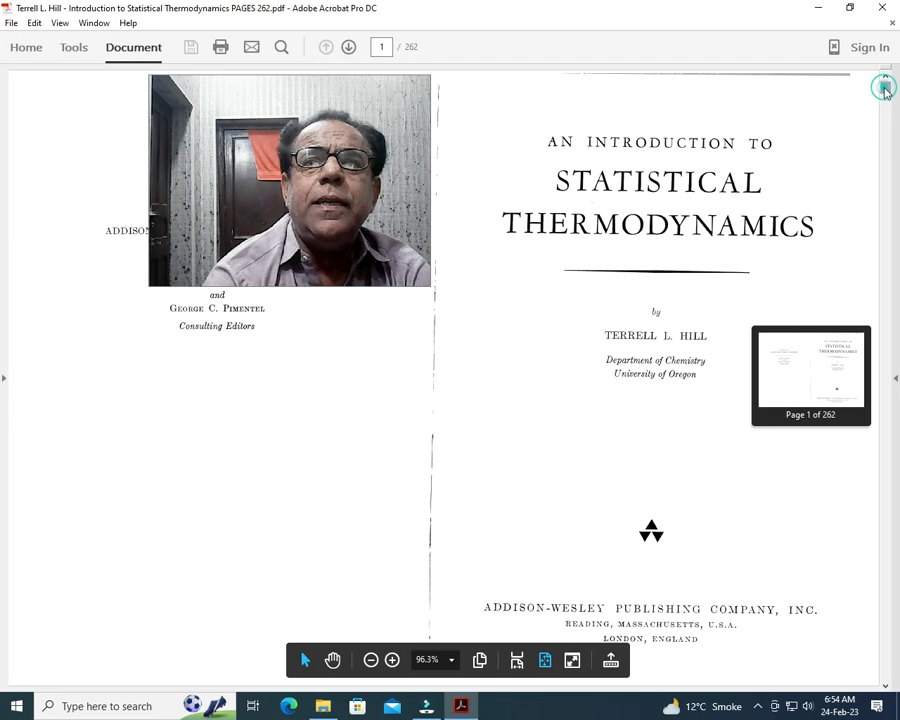 Terrell L. Hill - Introduction to Statistical Thermodynamics PAGES 262.pdf - Adobe Acrobat Pro DC
File Edit View Window Help
Home Tools Document 1 / 262 Sign In
AN INTRODUCTION TO
STATISTICAL
THERMODYNAMICS
by
TERRELL L. HILL
Department of Chemistry
University of Oregon
ADDISON-WESLEY PUBLISHING COMPANY, INC.
READING, MASSACHUSETTS, U.S.A.
LONDON, ENGLAND
ADDISON
and
GEORGE C. PIMENTEL
Consulting Editors
Page 1 of 262
96.3%
Type here to search
12°C Smoke
6:54 AM
24-Feb-23